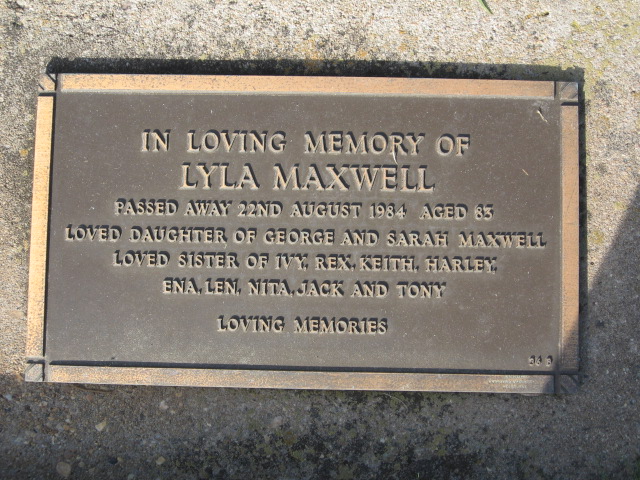 IN LOVING MEMORY OF
LYLA MAXWELL
PASSED AWAY 22ND AUGUST 1984 AGED 83
LOVED DAUGHTER OF GEORGE AND SARAH MAXWELL
LOVED SISTER OF IVY, REX, KEITH, HARLEY,
ENA, LEN, NITA, JACK AND TONY
LOVING MEMORIES